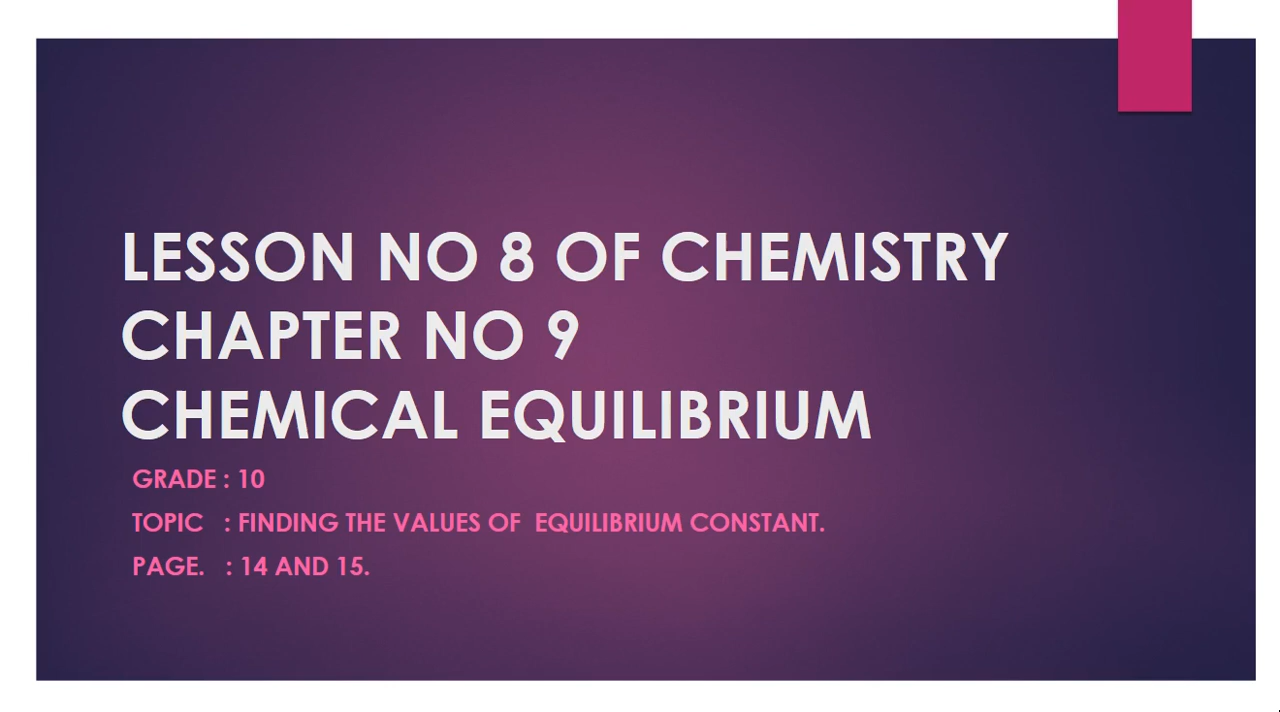 LESSON NO 8 OF CHEMISTRY
CHAPTER NO 9
CHEMICAL EQUILIBRIUM
GRADE : 10
TOPIC : FINDING THE VALUES OF EQUILIBRIUM CONSTANT.
PAGE. : 14 AND 15.